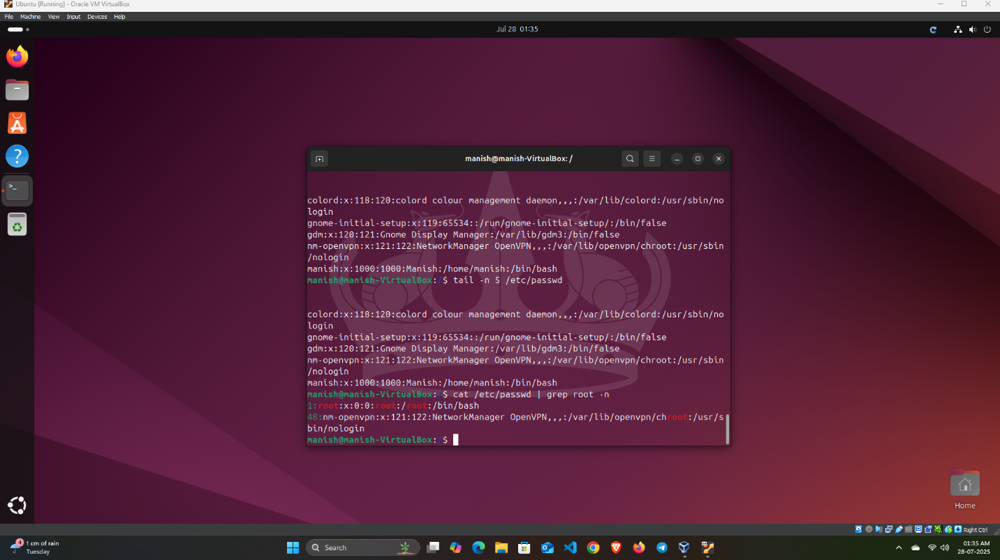 Ubuntu [Running] - Oracle VM VirtualBox
File Machine View Input Devices Help
Jul 28 01:35
manish@manish-VirtualBox: /
colord:x:118:120:colord colour management daemon,,,:/var/lib/colord:/usr/sbin/no
login
gnome-initial-setup:x:119:65534::/run/gnome-initial-setup/:/bin/false
gdm:x:120:121:Gnome Display Manager:/var/lib/gdm3:/bin/false
nm-openvpn:x:121:122:NetworkManager OpenVPN,,,:/var/lib/openvpn/chroot:/usr/sbin
/nologin
manish:x:1000:1000:Manish:/home/manish:/bin/bash
manish@manish-VirtualBox:/$ tail -n 5 /etc/passwd
colord:x:118:120:colord colour management daemon,,,:/var/lib/colord:/usr/sbin/no
login
gnome-initial-setup:x:119:65534::/run/gnome-initial-setup/:/bin/false
gdm:x:120:121:Gnome Display Manager:/var/lib/gdm3:/bin/false
nm-openvpn:x:121:122:NetworkManager OpenVPN,,,:/var/lib/openvpn/chroot:/usr/sbin
/nologin
manish:x:1000:1000:Manish:/home/manish:/bin/bash
manish@manish-VirtualBox:/$ cat /etc/passwd | grep root -n
1:root:x:0:0:root:/root:/bin/bash
48:nm-openvpn:x:121:122:NetworkManager OpenVPN,,,:/var/lib/openvpn/chroot:/usr/s
bin/nologin
manish@manish-VirtualBox:/$
Home
Right Ctrl
4
1 cm of rain
Tuesday
Search
01:35 AM
28-07-2025